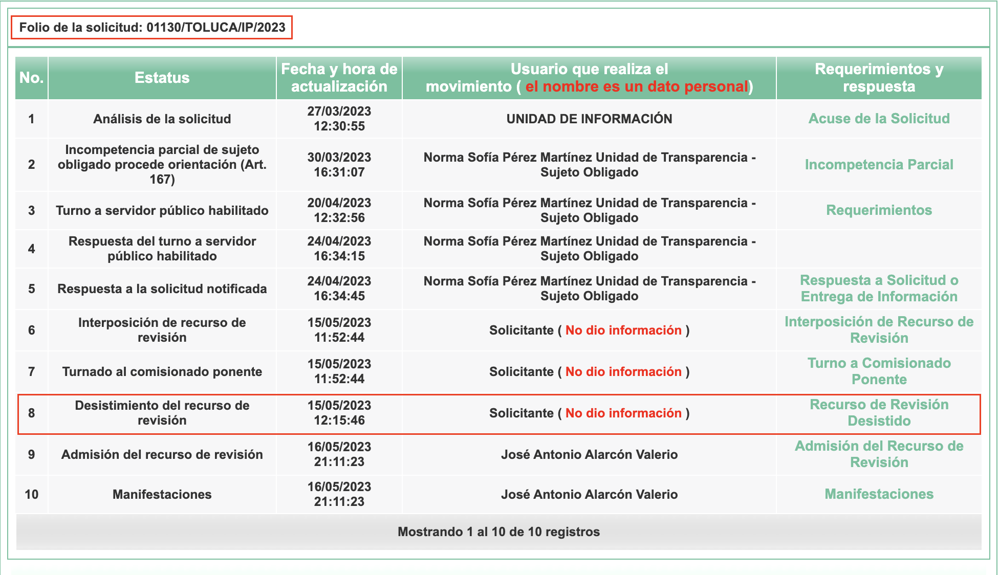 Folio de la solicitud: 01130/TOLUCA/IP/2023
No.
Estatus
Fecha y hora de
actualización
Usuario que realiza el
movimiento ( el nombre es un dato personal)
Requerimientos y
respuesta
1
Análisis de la solicitud
27/03/2023
12:30:55
UNIDAD DE INFORMACIÓN
Acuse de la Solicitud
2
Incompetencia parcial de sujeto
obligado procede orientación (Art.
167)
30/03/2023
16:31:07
Norma Sofía Pérez Martínez Unidad de Transparencia -
Sujeto Obligado
Incompetencia Parcial
3
Turno a servidor público habilitado
20/04/2023
12:32:56
Norma Sofía Pérez Martínez Unidad de Transparencia -
Sujeto Obligado
Requerimientos
4
Respuesta del turno a servidor
público habilitado
24/04/2023
16:34:15
Norma Sofía Pérez Martínez Unidad de Transparencia -
Sujeto Obligado
5
Respuesta a la solicitud notificada
24/04/2023
16:34:45
Norma Sofía Pérez Martínez Unidad de Transparencia -
Sujeto Obligado
Respuesta a Solicitud o
Entrega de Información
6
Interposición de recurso de
revisión
15/05/2023
11:52:44
Solicitante ( No dio información )
Interposición de Recurso de
Revisión
7
Turnado al comisionado ponente
15/05/2023
11:52:44
Solicitante ( No dio información )
Turno a Comisionado
Ponente
8
Desistimiento del recurso de
revisión
15/05/2023
12:15:46
Solicitante ( No dio información )
Recurso de Revisión
Desistido
9
Admisión del recurso de revisión
16/05/2023
21:11:23
José Antonio Alarcón Valerio
Admisión del Recurso de
Revisión
10
Manifestaciones
16/05/2023
21:11:23
José Antonio Alarcón Valerio
Manifestaciones
Mostrando 1 al 10 de 10 registros